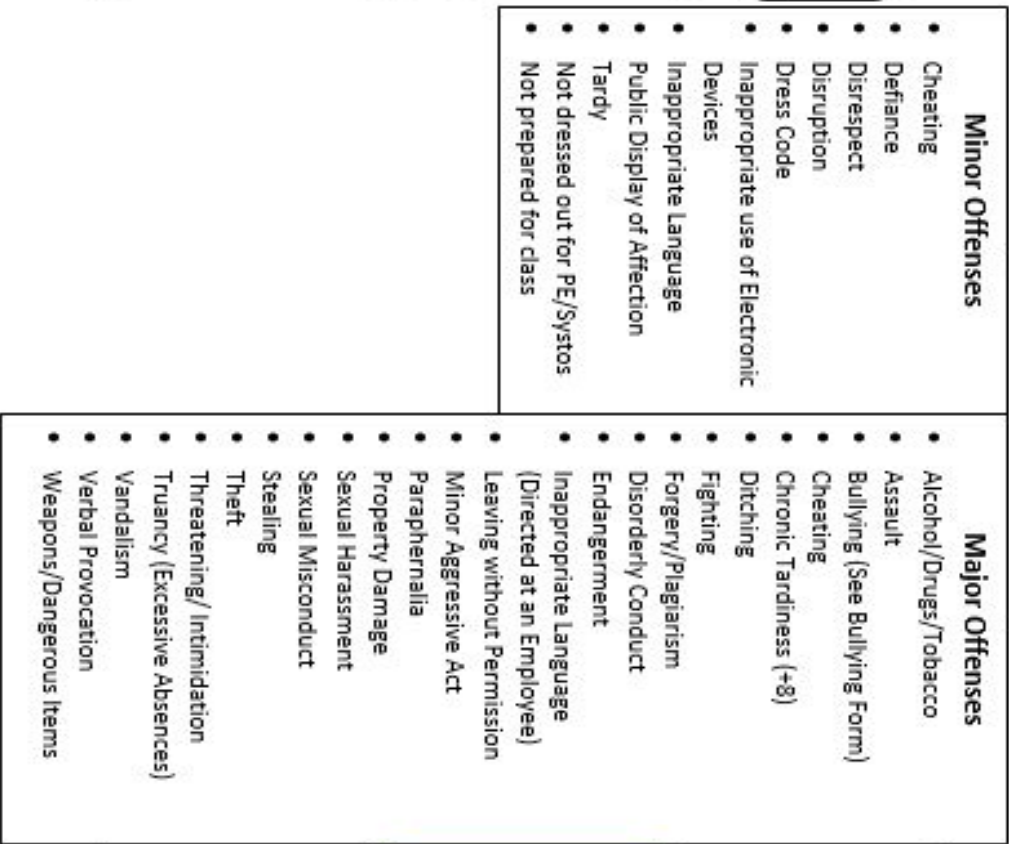 Minor Offenses
• Cheating
• Defiance
• Disrespect
• Disruption
• Dress Code
• Inappropriate use of Electronic
Devices
• Inappropriate Language
• Public Display of Affection
• Tardy
• Not dressed out for PE/Systos
• Not prepared for class
Major Offenses
• Alcohol/Drugs/Tobacco
• Assault
• Bullying (See Bullying Form)
• Cheating
• Chronic Tardiness (+8)
• Ditching
• Fighting
• Forgery/Plagiarism
• Disorderly Conduct
• Endangerment
• Inappropriate Language
(Directed at an Employee)
• Leaving without Permission
• Minor Aggressive Act
• Paraphernalia
• Property Damage
• Sexual Harassment
• Sexual Misconduct
• Stealing
• Theft
• Threatening/ Intimidation
• Truancy (Excessive Absences)
• Vandalism
• Verbal Provocation
• Weapons/Dangerous Items